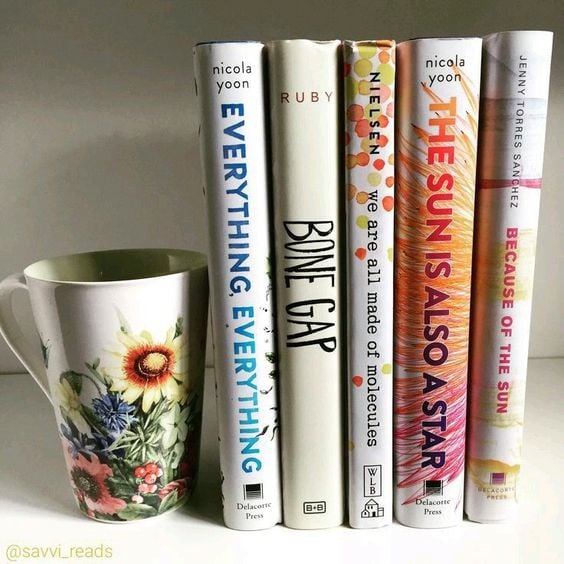 nicola
yoon
EVERYTHING, EVERYTHING
Delacorte
Press
RUBY
BONE GAP
B+B
NIELSEN
we are all made of molecules
WLB
nicola
yoon
THE SUN IS ALSO A STAR
Delacorte
Press
JENNY TORRES SANCHEZ
BECAUSE OF THE SUN
DELACORTE
PRESS
@savvi_reads